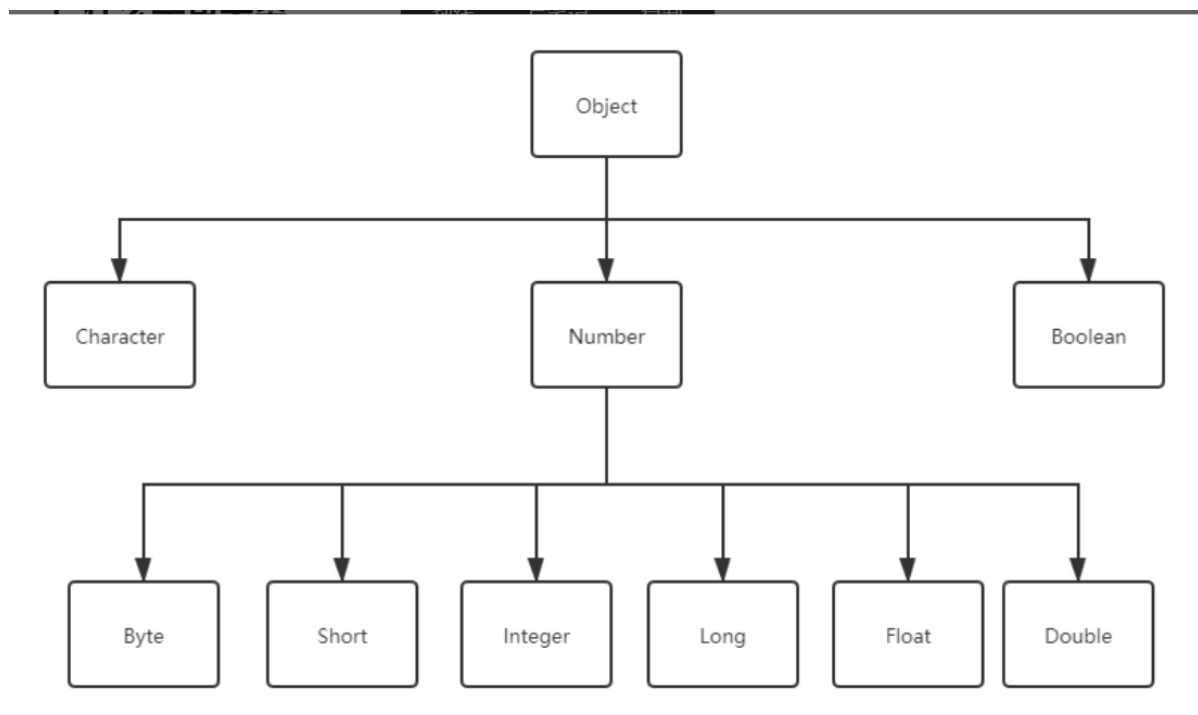 Object
Character
Number
Boolean
Byte
Short
Integer
Long
Float
Double